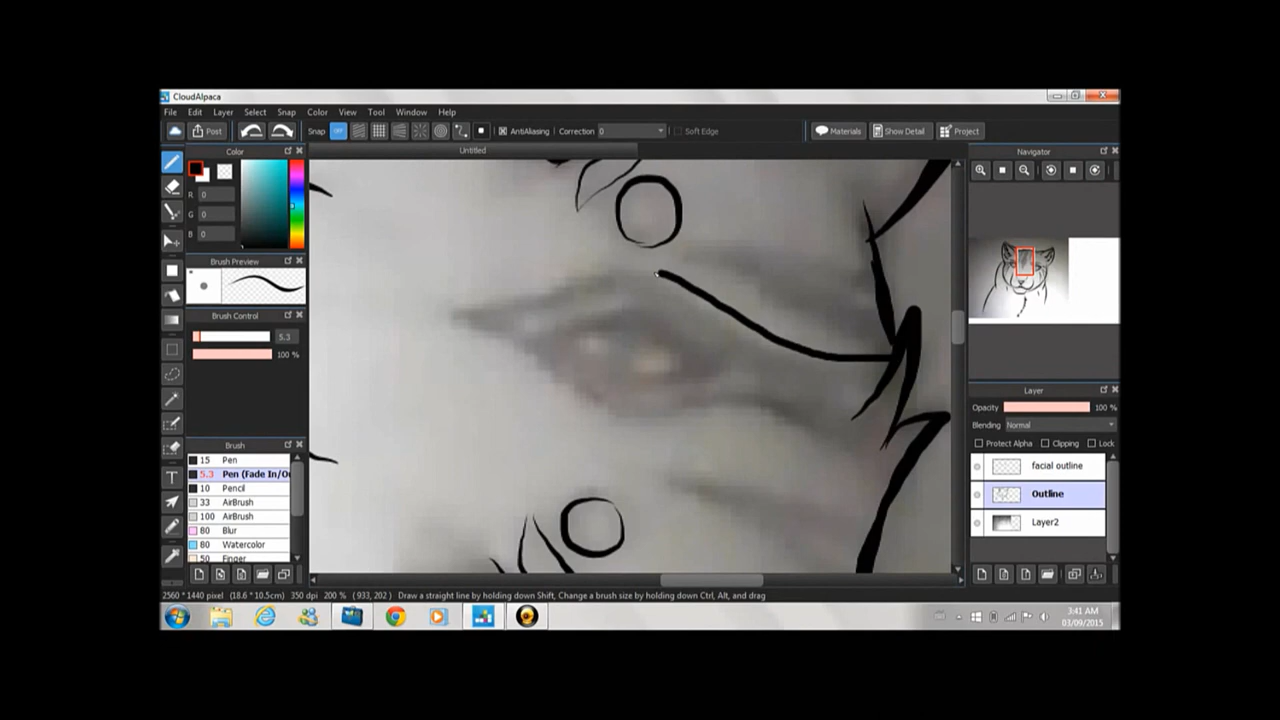 CloudAlpaca
File Edit Layer Select Snap Color View Tool Window Help
Post Snap OFF AntiAliasing Correction 0 Soft Edge Materials Show Detail Project
Color Untitled Navigator
R 0
G 0
B 0
Brush Preview
Brush Control
5.3
100 %
Layer
Opacity 100 %
Blending Normal
Protect Alpha Clipping Lock
Brush
15 Pen
5.3 Pen (Fade In/Ou
10 Pencil
33 AirBrush
100 AirBrush
80 Blur
80 Watercolor
50 Finger
facial outline
Outline
Layer2
2560 * 1440 pixel (18.6 * 10.5cm) 350 dpi 200 % ( 933, 202 ) Draw a straight line by holding down Shift, Change a brush size by holding down Ctrl, Alt, and drag
3:41 AM
03/09/2015